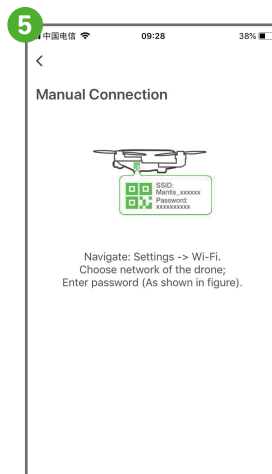 5
中国电信 09:28 38%
Manual Connection
SSID:
Mantis_xxxxxx
Password:
xxxxxxxxxx
Navigate: Settings -> Wi-Fi.
Choose network of the drone;
Enter password (As shown in figure).